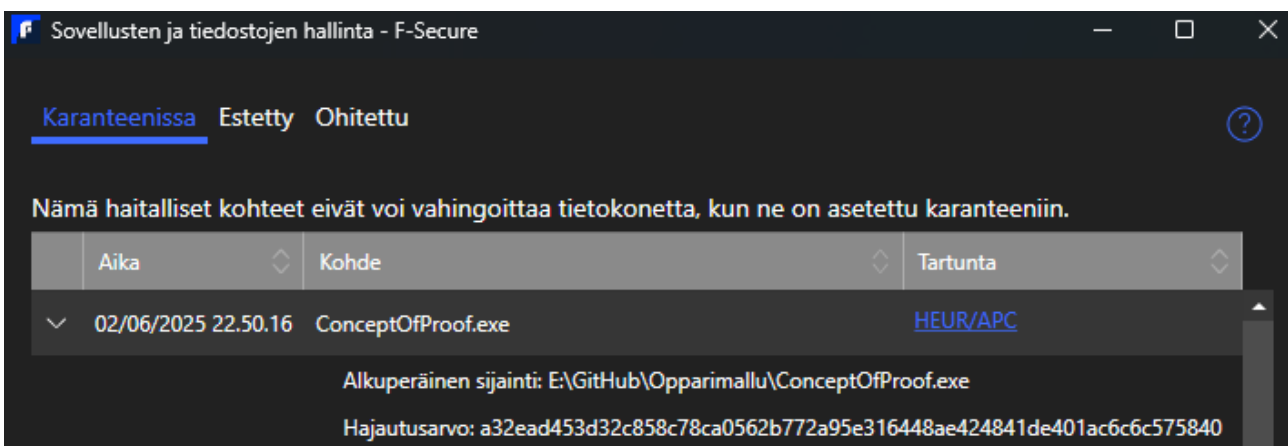 Sovellusten ja tiedostojen hallinta - F-Secure
Karanteenissa Estetty Ohitettu
Nämä haitalliset kohteet eivät voi vahingoittaa tietokonetta, kun ne on asetettu karanteeniin.
Aika Kohde Tartunta
02/06/2025 22.50.16 ConceptOfProof.exe HEUR/APC
Alkuperäinen sijainti: E:\GitHub\Opparimallu\ConceptOfProof.exe
Hajautusarvo: a32ead453d32c858c78ca0562b772a95e316448ae424841de401ac6c6c575840